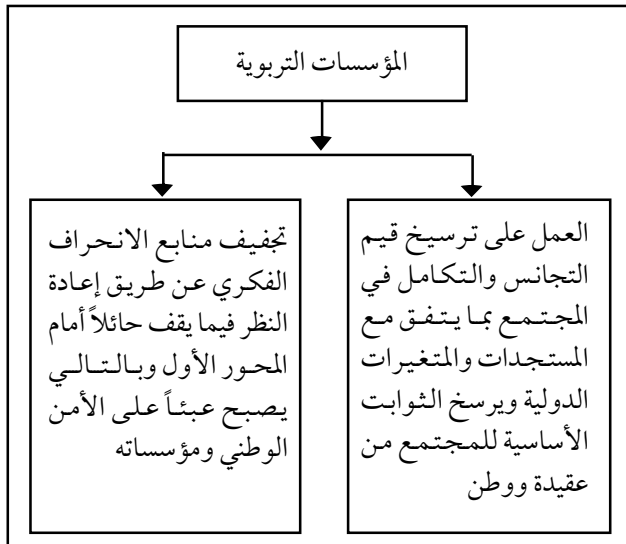 المؤسسات التربوية
العمل على ترسيخ قيم
التجانس والتكامل في
المجتمع بما يتفق مع
المستجدات والمتغيرات
الدولية ويرسخ الثوابت
الأساسية للمجتمع من
عقيدة ووطن
تجفيف منابع الانحراف
الفكري عن طريق إعادة
النظر فيما يقف حائلاً أمام
المحور الأول وبالتالي
يصبح عبئاً على الأمن
الوطني ومؤسساته